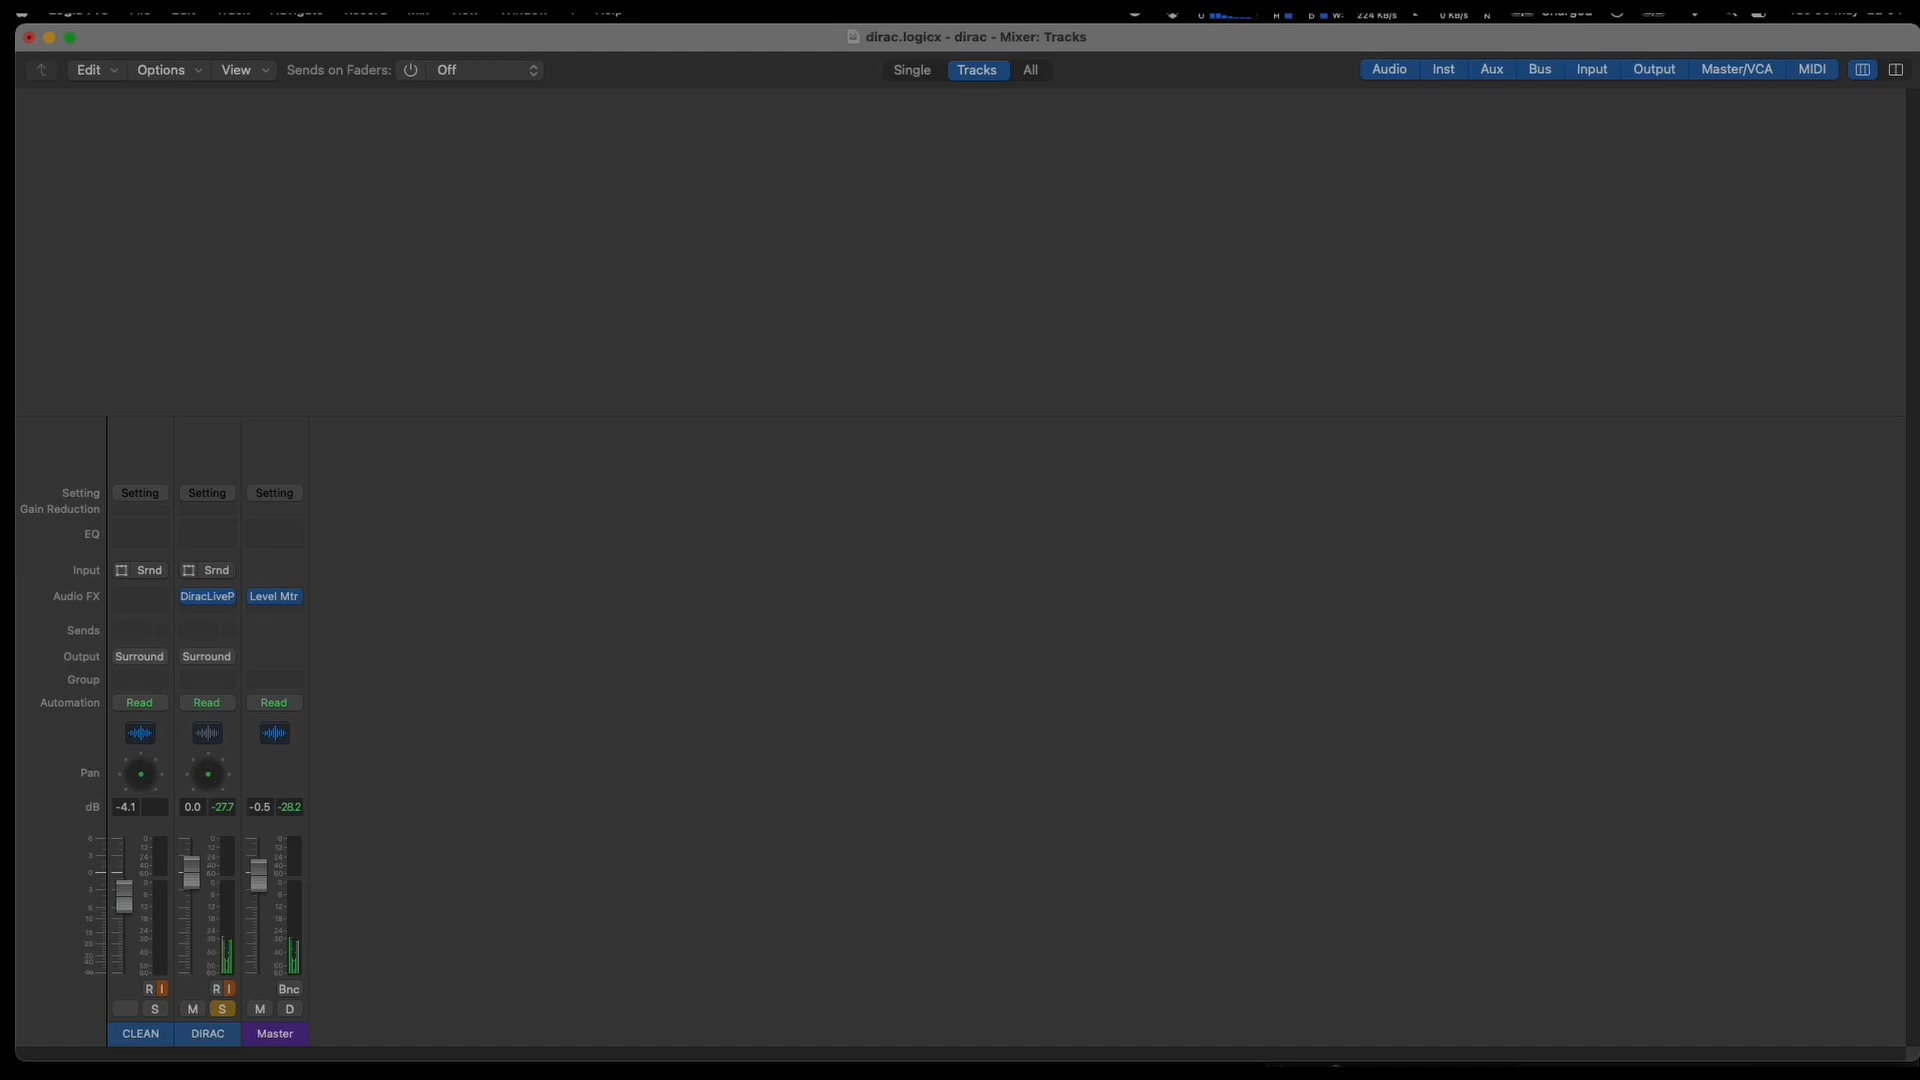 dirac.logicx - dirac - Mixer: Tracks
Edit Options View Sends on Faders: Off Single Tracks All Audio Inst Aux Bus Input Output Master/VCA MIDI
Setting Setting Setting Setting
Gain Reduction
EQ
Input Srnd Srnd
Audio FX DiracLiveP Level Mtr
Sends
Output Surround Surround
Group
Automation Read Read Read
Pan
dB -4.1 0.0 -27.7 -0.5 -28.2
R I R I Bnc
S M S M D
CLEAN DIRAC Master